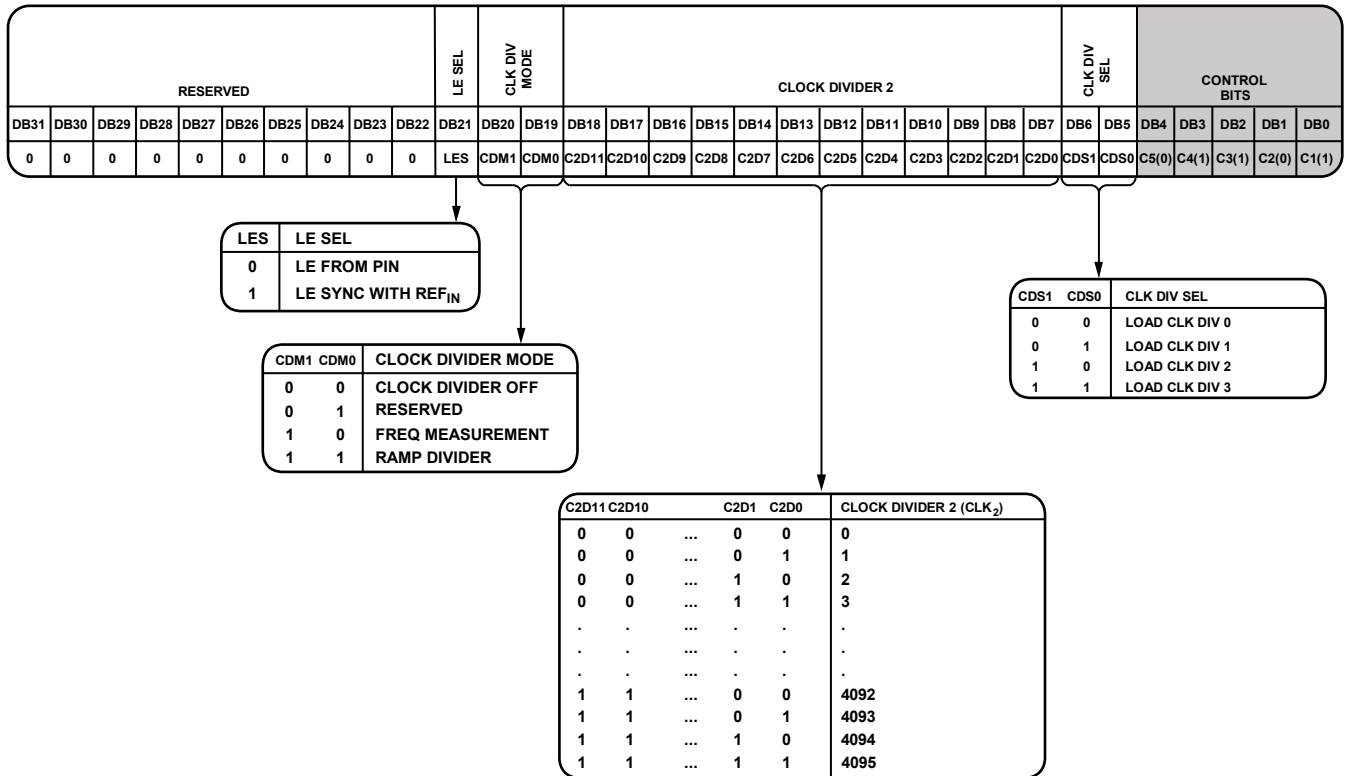 RESERVED
LE SEL
CLK DIV
MODE
CLOCK DIVIDER 2
CLK DIV
SEL
CONTROL
BITS
DB31 DB30 DB29 DB28 DB27 DB26 DB25 DB24 DB23 DB22 DB21 DB20 DB19 DB18 DB17 DB16 DB15 DB14 DB13 DB12 DB11 DB10 DB9 DB8 DB7 DB6 DB5 DB4 DB3 DB2 DB1 DB0
0 0 0 0 0 0 0 0 0 0 LES CDM1 CDM0 C2D11 C2D10 C2D9 C2D8 C2D7 C2D6 C2D5 C2D4 C2D3 C2D2 C2D1 C2D0 CDS1 CDS0 C5(0) C4(1) C3(1) C2(0) C1(1)
LES LE SEL
0 LE FROM PIN
1 LE SYNC WITH REFIN
CDS1 CDS0 CLK DIV SEL
0 0 LOAD CLK DIV 0
0 1 LOAD CLK DIV 1
1 0 LOAD CLK DIV 2
1 1 LOAD CLK DIV 3
CDM1 CDM0 CLOCK DIVIDER MODE
0 0 CLOCK DIVIDER OFF
0 1 RESERVED
1 0 FREQ MEASUREMENT
1 1 RAMP DIVIDER
C2D11 C2D10 C2D1 C2D0 CLOCK DIVIDER 2 (CLK2)
0 0 ... 0 0 0
0 0 ... 0 1 1
0 0 ... 1 0 2
0 0 ... 1 1 3
. . ... . . .
. . ... . . .
. . ... . . .
1 1 ... 0 0 4092
1 1 ... 0 1 4093
1 1 ... 1 0 4094
1 1 ... 1 1 4095